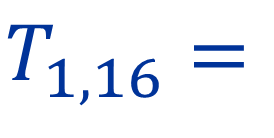 T₁,₁₆ =